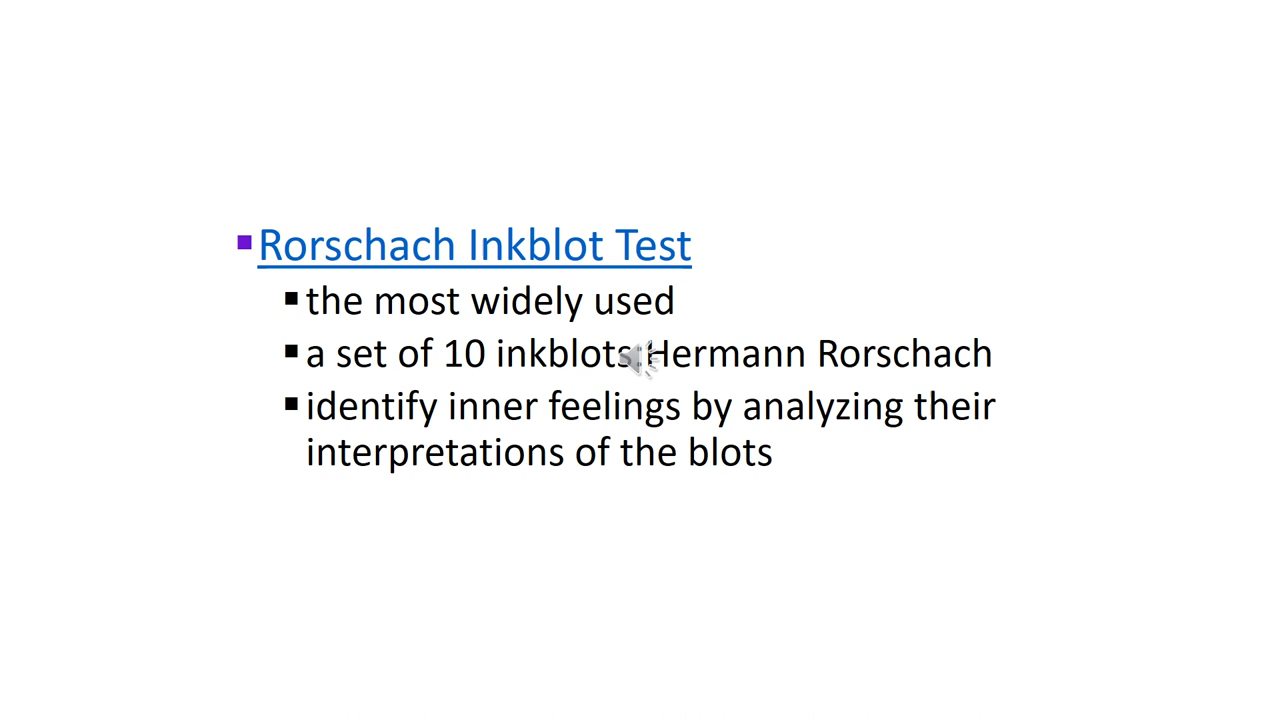 ▪Rorschach Inkblot Test
▪the most widely used
▪a set of 10 inkblots:Hermann Rorschach
▪identify inner feelings by analyzing their
interpretations of the blots